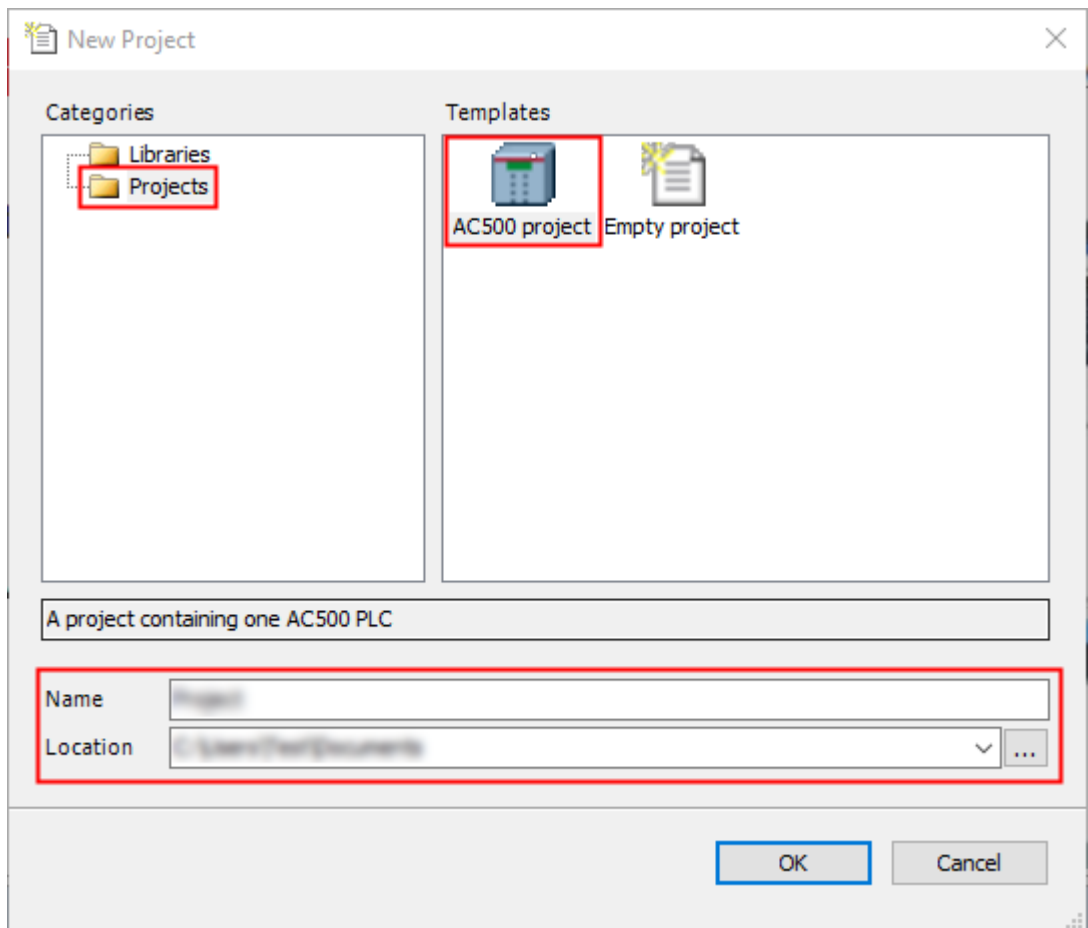 New Project
Categories
Templates
Libraries
Projects
AC500 project
Empty project
A project containing one AC500 PLC
Name
Location
...
OK
Cancel